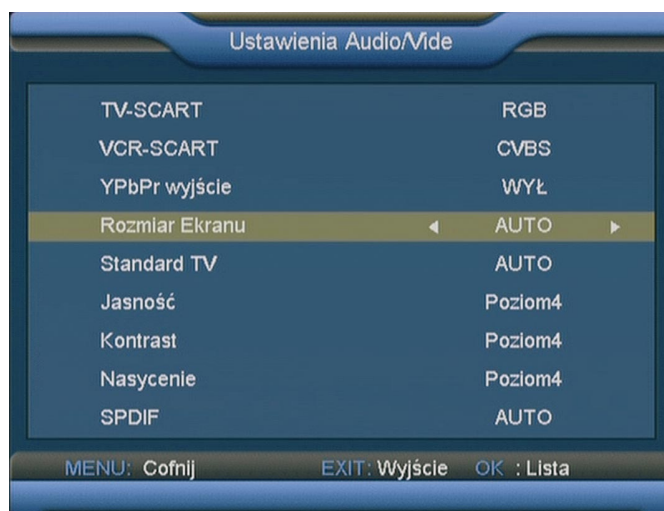 Ustawienia Audio/Vide
TV-SCART RGB
VCR-SCART CVBS
YPbPr wyjście WYŁ
Rozmiar Ekranu AUTO
Standard TV AUTO
Jasność Poziom4
Kontrast Poziom4
Nasycenie Poziom4
SPDIF AUTO
MENU: Cofnij EXIT: Wyjście OK : Lista